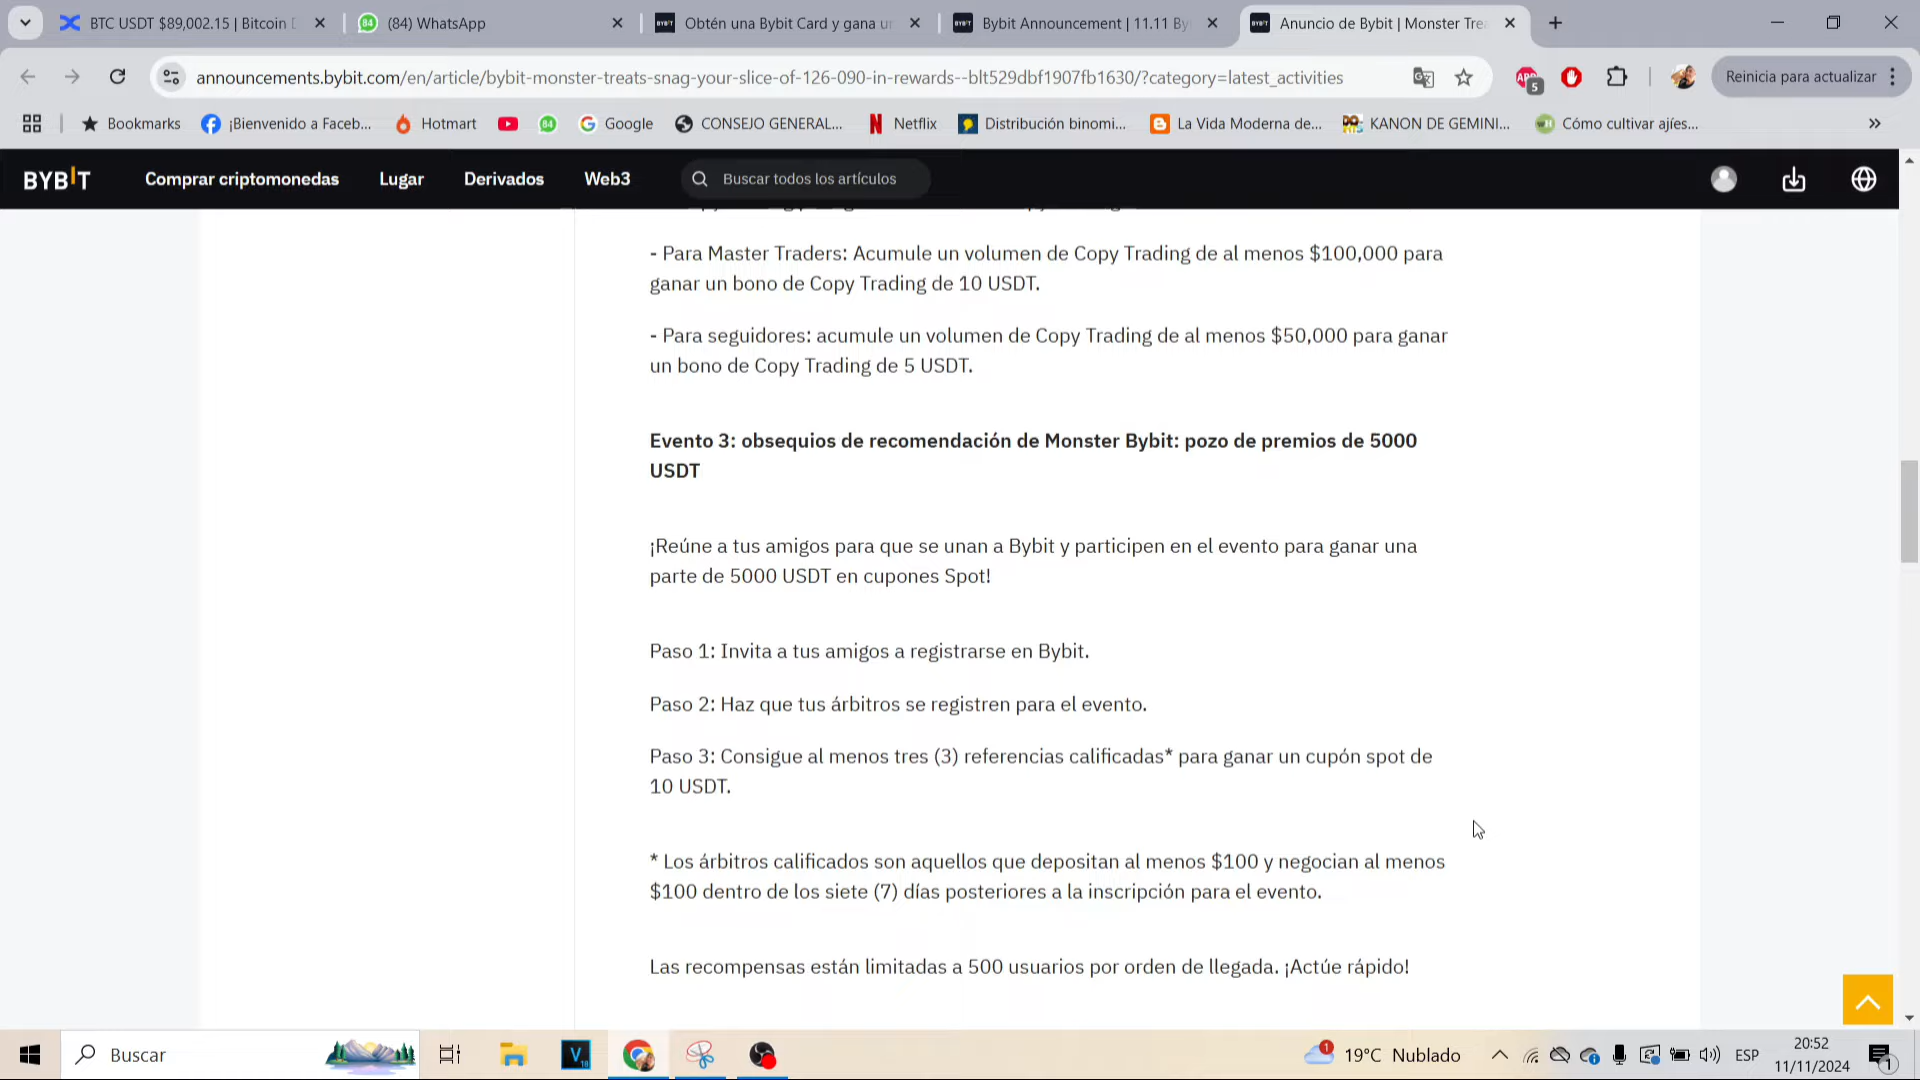 BTC USDT $89,002.15 | Bitcoin
(84) WhatsApp
Obtén una Bybit Card y gana u
Bybit Announcement | 11.11 By
Anuncio de Bybit | Monster Trea
announcements.bybit.com/en/article/bybit-monster-treats-snag-your-slice-of-126-090-in-rewards--blt529dbf1907fb1630/?category=latest_activities
5
Reinicia para actualizar
Bookmarks
¡Bienvenido a Faceb...
Hotmart
84
Google
CONSEJO GENERAL...
Netflix
Distribución binomi...
La Vida Moderna de...
KANON DE GEMINI...
Cómo cultivar ajíes...
BYBIT
Comprar criptomonedas
Lugar
Derivados
Web3
Buscar todos los artículos
- Para Master Traders: Acumule un volumen de Copy Trading de al menos $100,000 para
ganar un bono de Copy Trading de 10 USDT.
- Para seguidores: acumule un volumen de Copy Trading de al menos $50,000 para ganar
un bono de Copy Trading de 5 USDT.
Evento 3: obsequios de recomendación de Monster Bybit: pozo de premios de 5000
USDT
¡Reúne a tus amigos para que se unan a Bybit y participen en el evento para ganar una
parte de 5000 USDT en cupones Spot!
Paso 1: Invita a tus amigos a registrarse en Bybit.
Paso 2: Haz que tus árbitros se registren para el evento.
Paso 3: Consigue al menos tres (3) referencias calificadas* para ganar un cupón spot de
10 USDT.
* Los árbitros calificados son aquellos que depositan al menos $100 y negocian al menos
$100 dentro de los siete (7) días posteriores a la inscripción para el evento.
Las recompensas están limitadas a 500 usuarios por orden de llegada. ¡Actúe rápido!
Buscar
1
19°C Nublado
ESP
20:52
11/11/2024
1